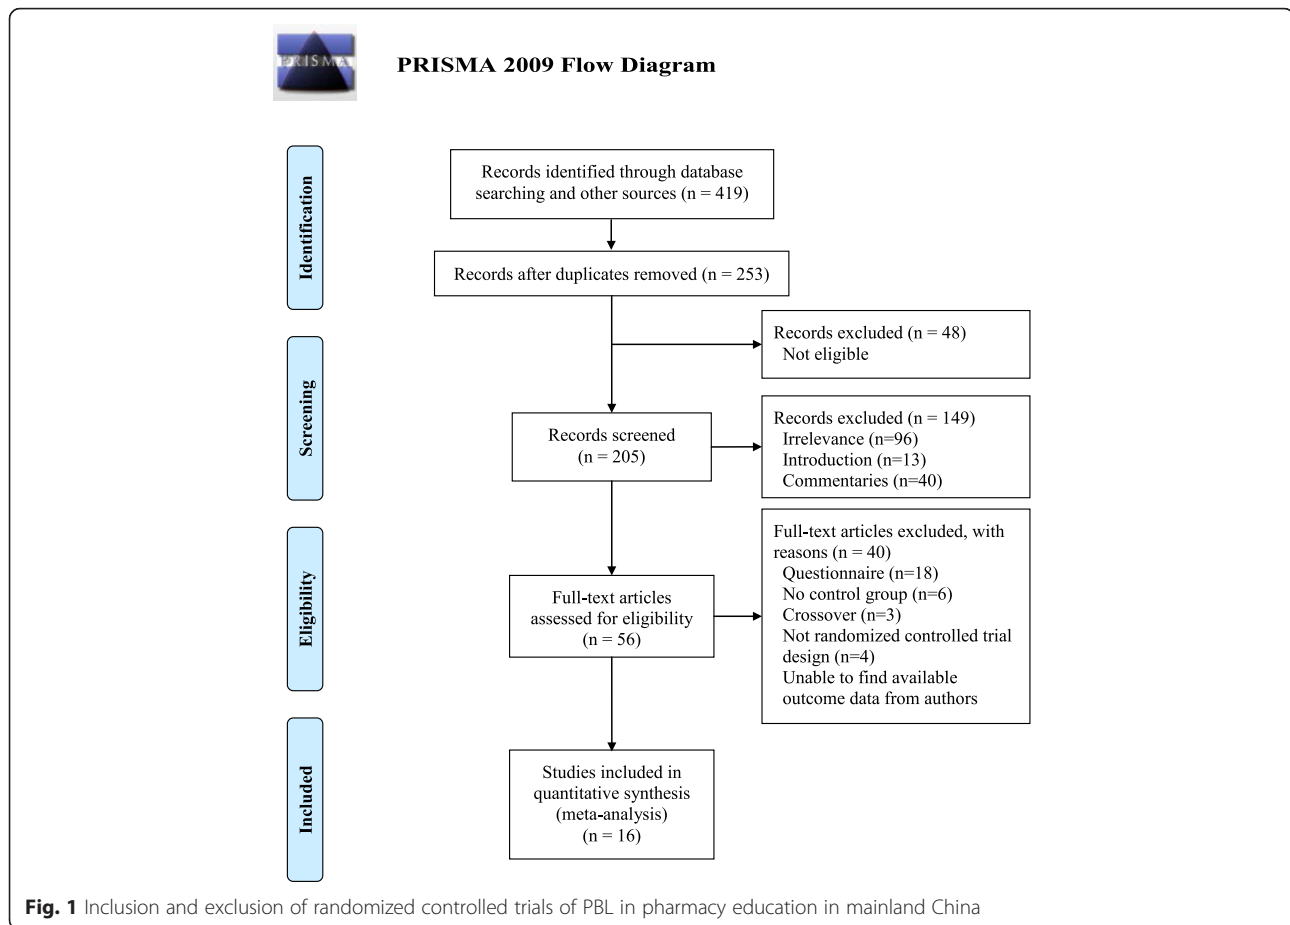 PRISMA
PRISMA 2009 Flow Diagram
Identification
Records identified through database
searching and other sources (n = 419)
Records after duplicates removed (n = 253)
Records excluded (n = 48)
Not eligible
Screening
Records screened
(n = 205)
Records excluded (n = 149)
Irrelevance (n=96)
Introduction (n=13)
Commentaries (n=40)
Eligibility
Full-text articles
assessed for eligibility
(n = 56)
Full-text articles excluded, with
reasons (n = 40)
Questionnaire (n=18)
No control group (n=6)
Crossover (n=3)
Not randomized controlled trial
design (n=4)
Unable to find available
outcome data from authors
Included
Studies included in
quantitative synthesis
(meta-analysis)
(n = 16)
Fig. 1 Inclusion and exclusion of randomized controlled trials of PBL in pharmacy education in mainland China